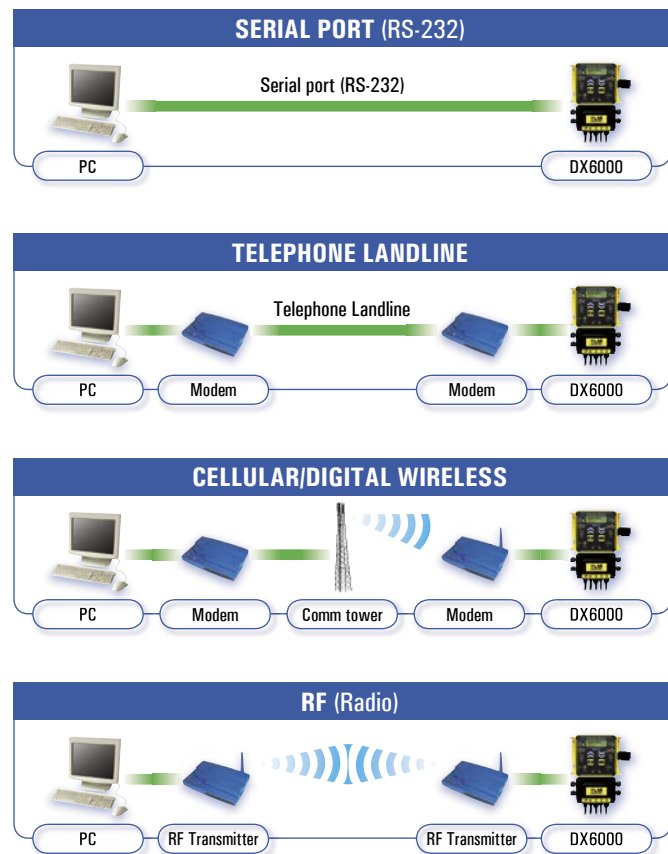 SERIAL PORT (RS-232)
Serial port (RS-232)
PC DX6000
TELEPHONE LANDLINE
Telephone Landline
PC Modem Modem DX6000
CELLULAR/DIGITAL WIRELESS
PC Modem Comm tower Modem DX6000
RF (Radio)
PC RF Transmitter RF Transmitter DX6000